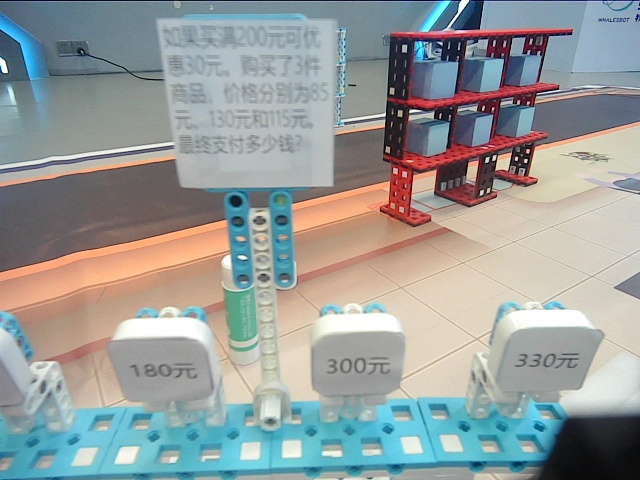 如果买满200元可优
惠30元。购买了3件
商品，价格分别为85
元、130元和115元。
最终支付多少钱?
180元
300元
330元
WHALESBOT